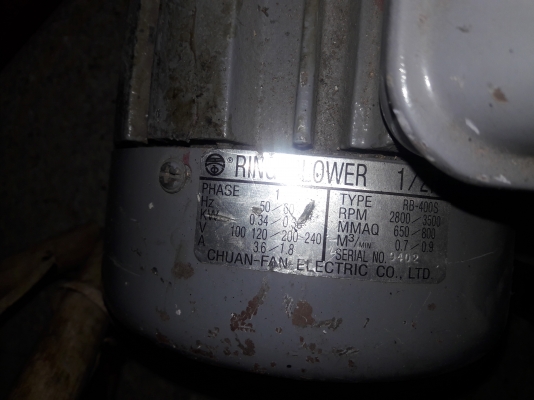 ® RING BLOWER
PHASE 1 TYPE RB-400S
Hz 50/60 RPM 2800/3500
KW 0.34/ MMAQ 650/800
V 100 120/200-240 M³/MIN 0.7/0.9
A 3.6/1.8 SERIAL NO.
CHUAN-FAN ELECTRIC CO., LTD